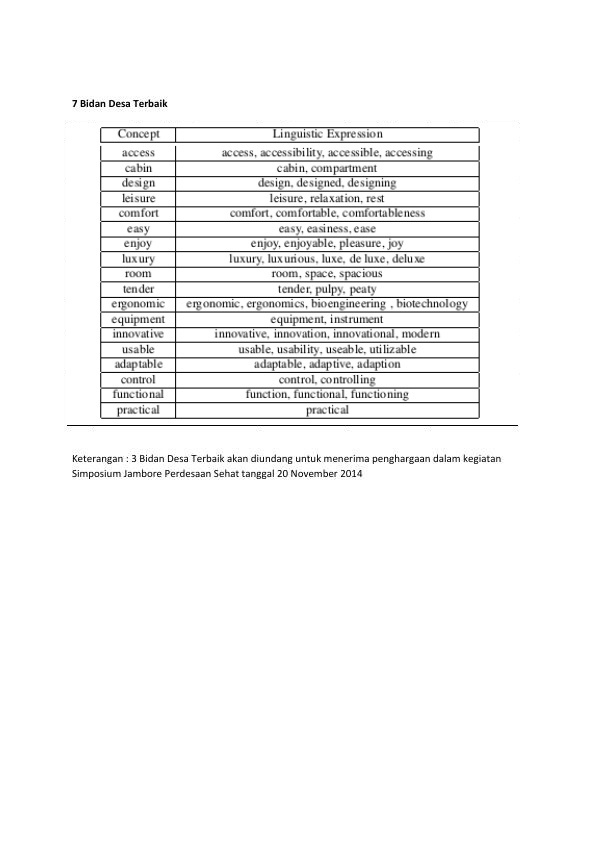 7 Bidan Desa Terbaik
Concept Linguistic Expression
access access, accessibility, accessible, accessing
cabin cabin, compartment
design design, designed, designing
leisure leisure, relaxation, rest
comfort comfort, comfortable, comfortableness
easy easy, easiness, ease
enjoy enjoy, enjoyable, pleasure, joy
luxury luxury, luxurious, luxe, de luxe, deluxe
room room, space, spacious
tender tender, pulpy, peaty
ergonomic ergonomic, ergonomics, bioengineering , biotechnology
equipment equipment, instrument
innovative innovative, innovation, innovational, modern
usable usable, usability, useable, utilizable
adaptable adaptable, adaptive, adaption
control control, controlling
functional function, functional, functioning
practical practical
Keterangan : 3 Bidan Desa Terbaik akan diundang untuk menerima penghargaan dalam kegiatan
Simposium Jambore Perdesaan Sehat tanggal 20 November 2014